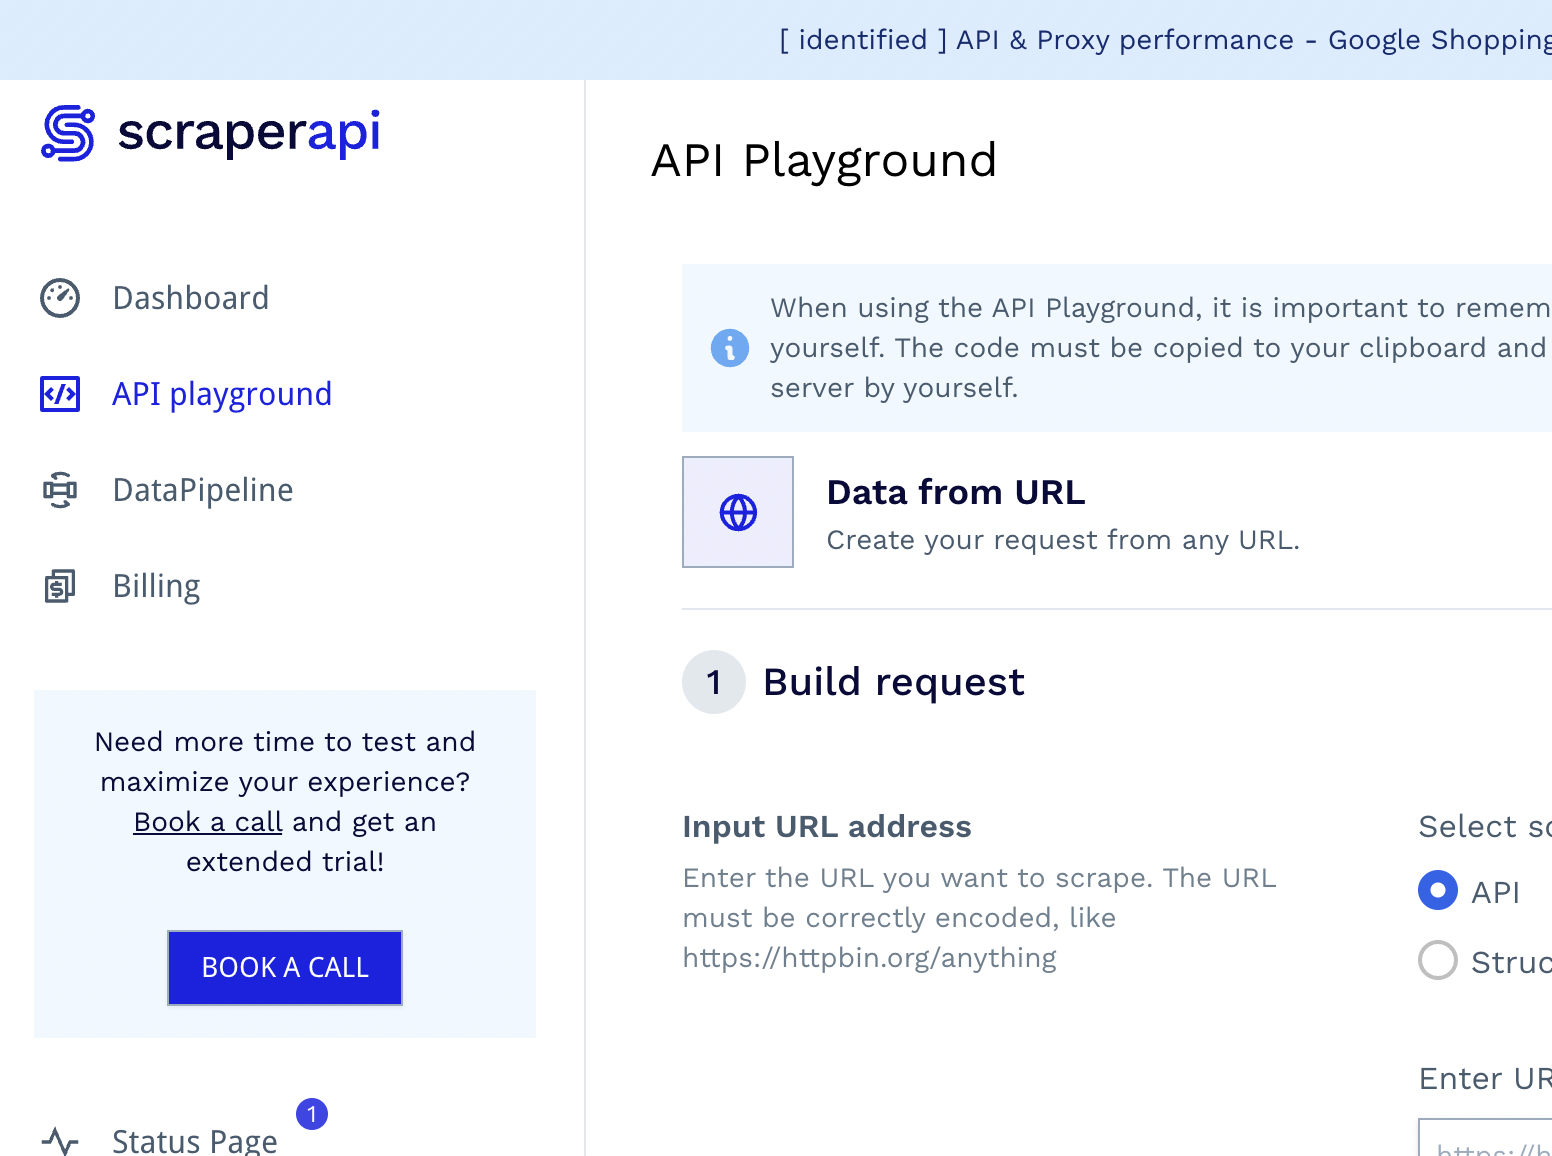 [ identified ] API & Proxy performance - Google Shopping
scraperapi
API Playground
Dashboard
API playground
DataPipeline
Billing
Need more time to test and
maximize your experience?
Book a call and get an
extended trial!
BOOK A CALL
1
Status Page
When using the API Playground, it is important to remem
yourself. The code must be copied to your clipboard and
server by yourself.
Data from URL
Create your request from any URL.
1 Build request
Input URL address
Enter the URL you want to scrape. The URL
must be correctly encoded, like
https://httpbin.org/anything
Select sc
API
Struc
Enter UR
https://h